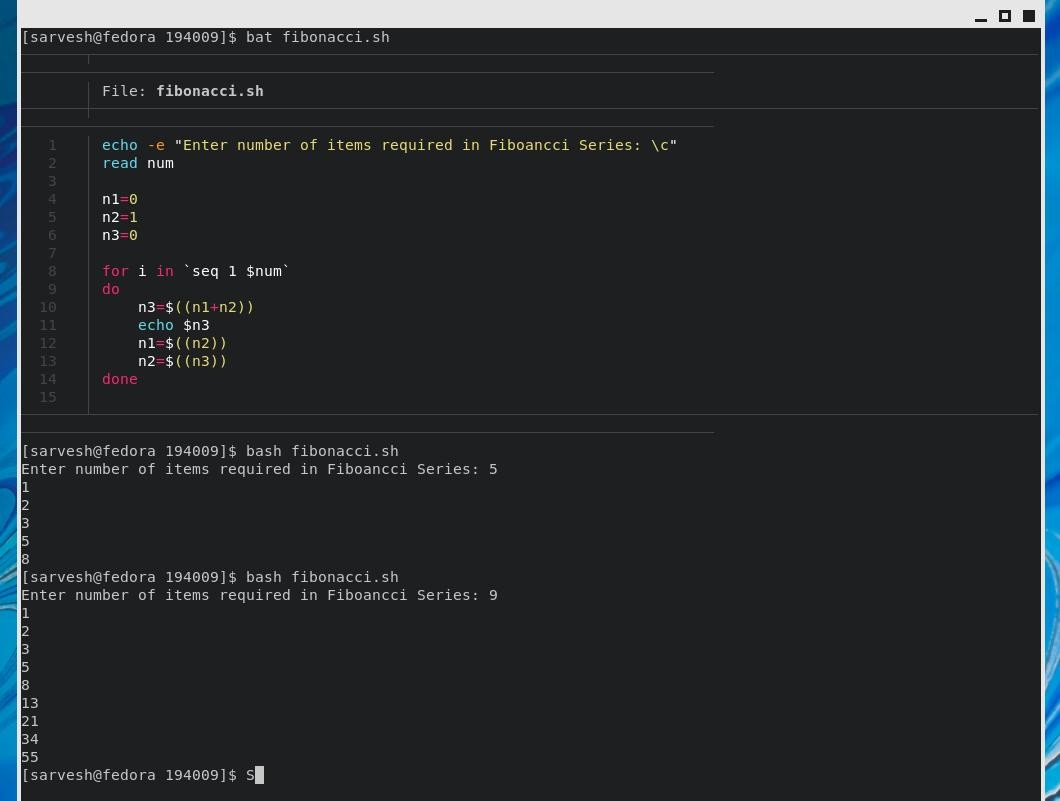 [sarvesh@fedora 194009]$ bat fibonacci.sh
File: fibonacci.sh
1 echo -e "Enter number of items required in Fiboancci Series: \c"
2 read num
3
4 n1=0
5 n2=1
6 n3=0
7
8 for i in `seq 1 $num`
9 do
10     n3=$((n1+n2))
11     echo $n3
12     n1=$((n2))
13     n2=$((n3))
14 done
15
[sarvesh@fedora 194009]$ bash fibonacci.sh
Enter number of items required in Fiboancci Series: 5
1
2
3
5
8
[sarvesh@fedora 194009]$ bash fibonacci.sh
Enter number of items required in Fiboancci Series: 9
1
2
3
5
8
13
21
34
55
[sarvesh@fedora 194009]$ S